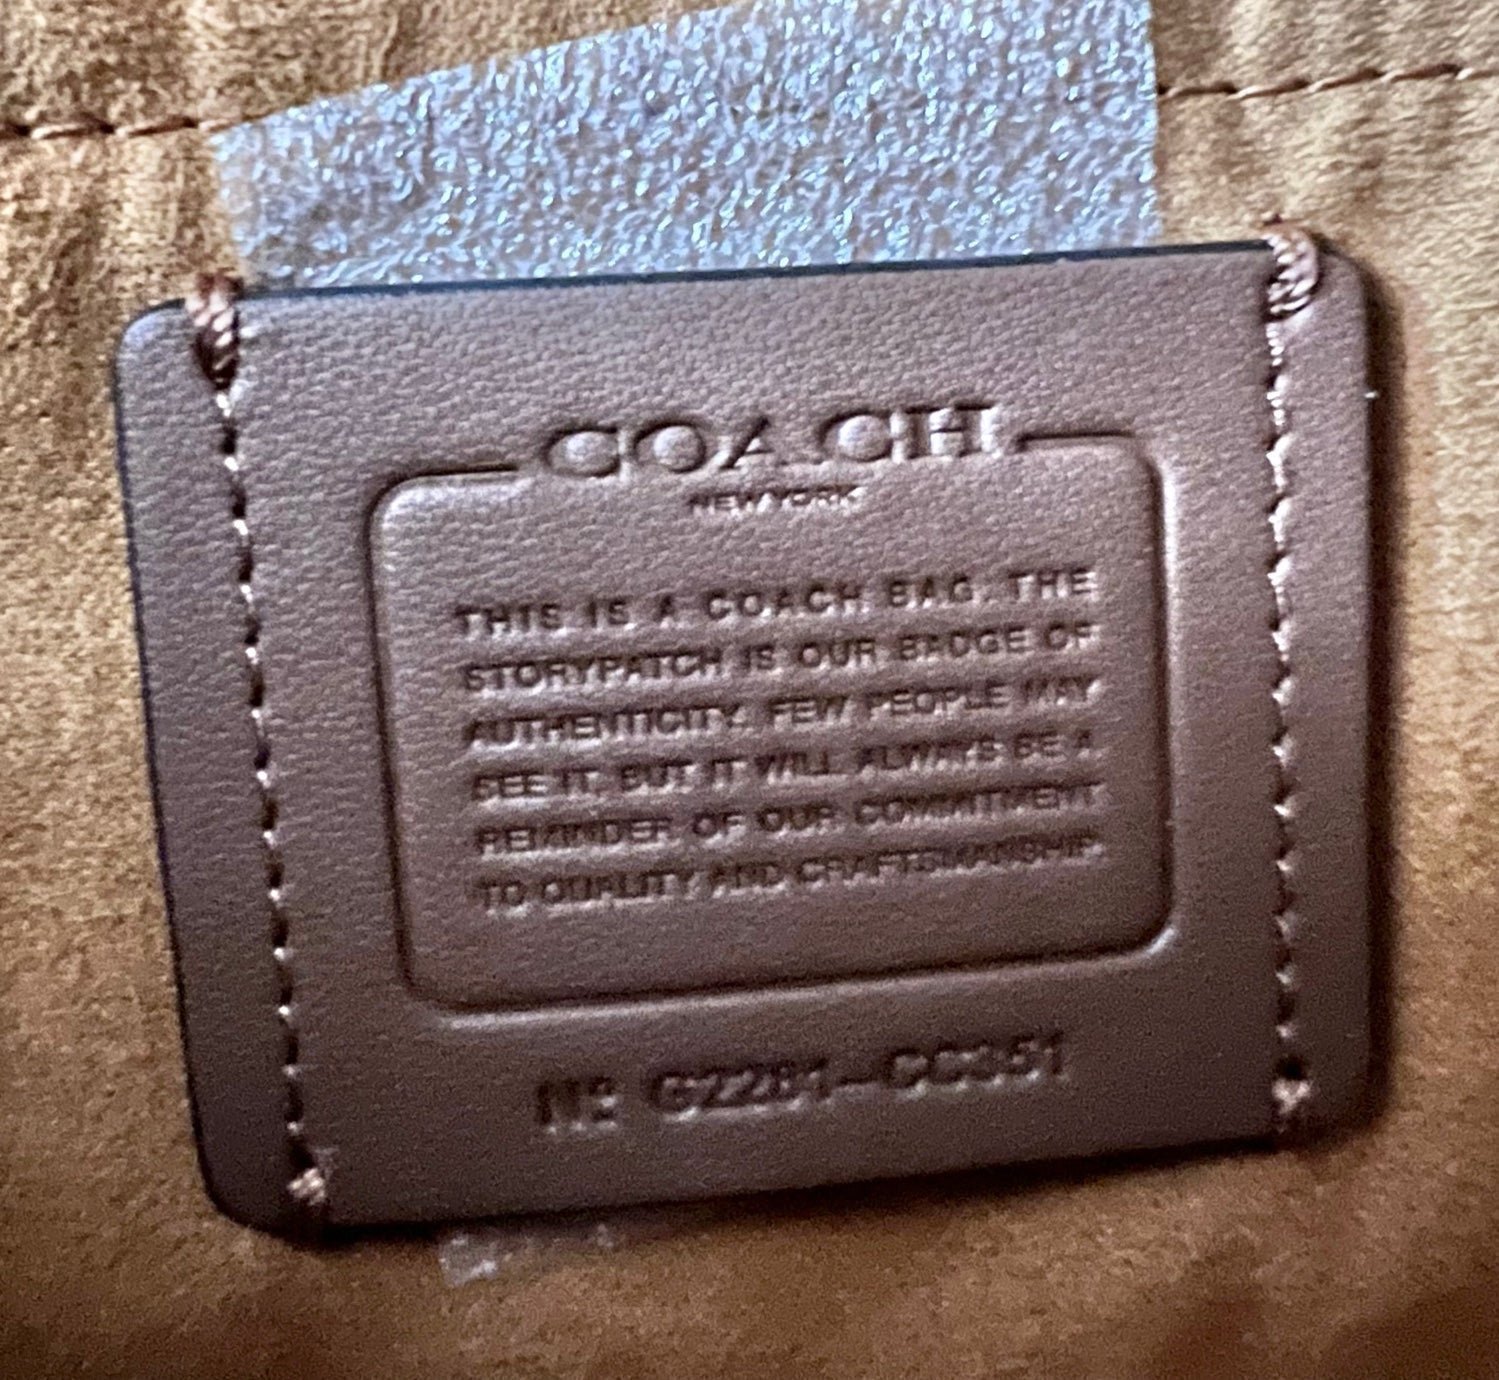 COACH
NEW YORK
THIS IS A COACH BAG. THE
STORYPATCH IS OUR BADGE OF
AUTHENTICITY. FEW PEOPLE MAY
SEE IT, BUT IT WILL ALWAYS BE A
REMINDER OF OUR COMMITMENT
TO QUALITY AND CRAFTSMANSHIP.
Nº G2281-CC351